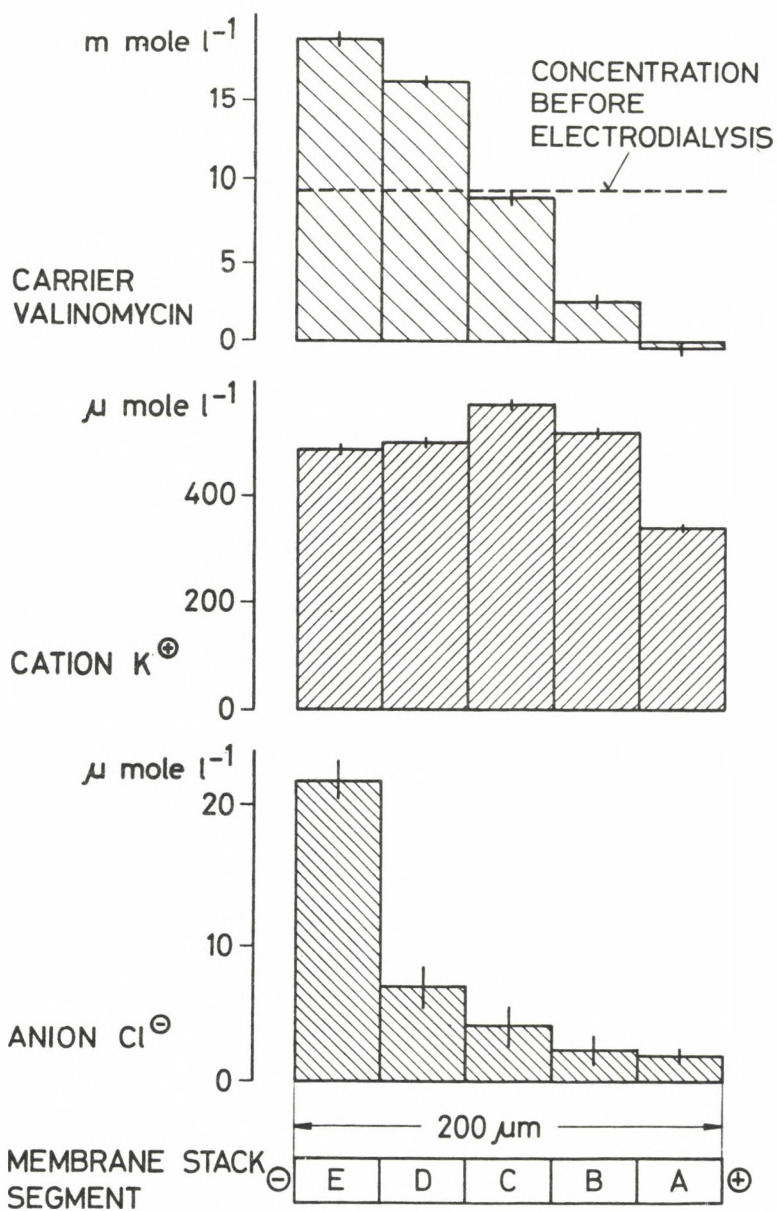 m mole l⁻¹
15
10
5
0
CARRIER
VALINOMYCIN
CONCENTRATION
BEFORE
ELECTRODIALYSIS
μ mole l⁻¹
400
200
0
CATION K⊕
μ mole l⁻¹
20
10
0
ANION Cl⊖
200 μm
MEMBRANE STACK
SEGMENT
⊖ E D C B A ⊕